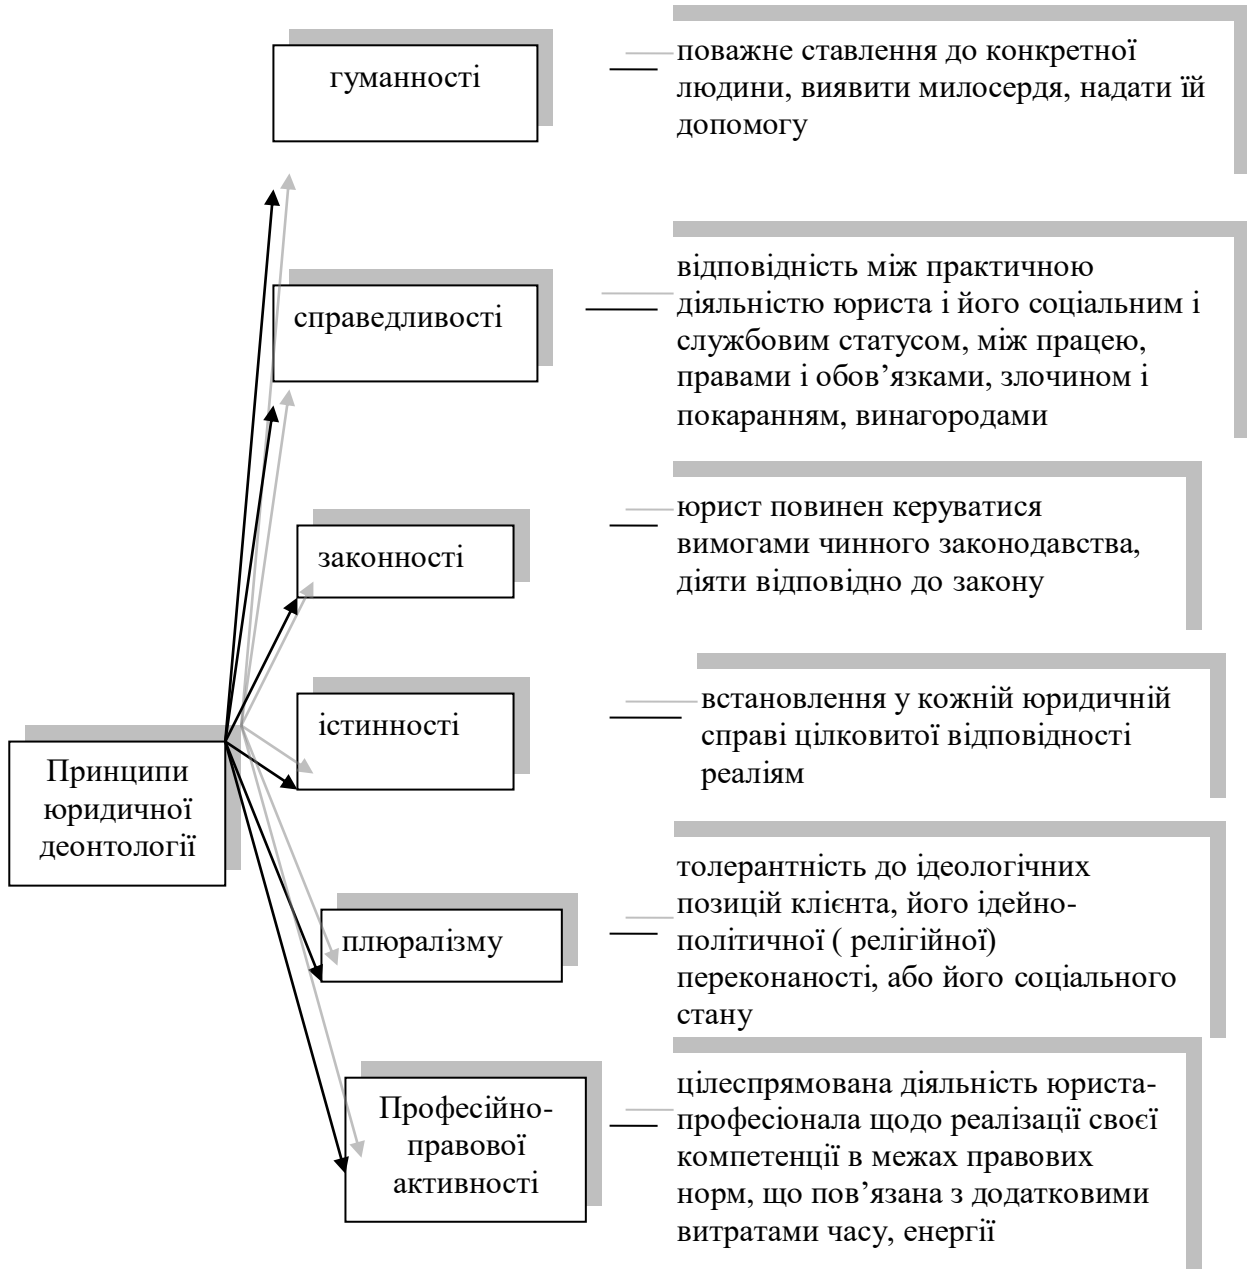 гуманності
поважне ставлення до конкретної
людини, виявити милосердя, надати їй
допомогу
справедливості
відповідність між практичною
діяльністю юриста і його соціальним і
службовим статусом, між працею,
правами і обов’язками, злочином і
покаранням, винагородами
законності
юрист повинен керуватися
вимогами чинного законодавства,
діяти відповідно до закону
істинності
встановлення у кожній юридичній
справі цілковитої відповідності
реаліям
Принципи
юридичної
деонтології
плюралізму
толерантність до ідеологічних
позицій клієнта, його ідейно-
політичної ( релігійної)
переконаності, або його соціального
стану
Професійно-
правової
активності
цілеспрямована діяльність юриста-
професіонала щодо реалізації своєї
компетенції в межах правових
норм, що пов’язана з додатковими
витратами часу, енергії